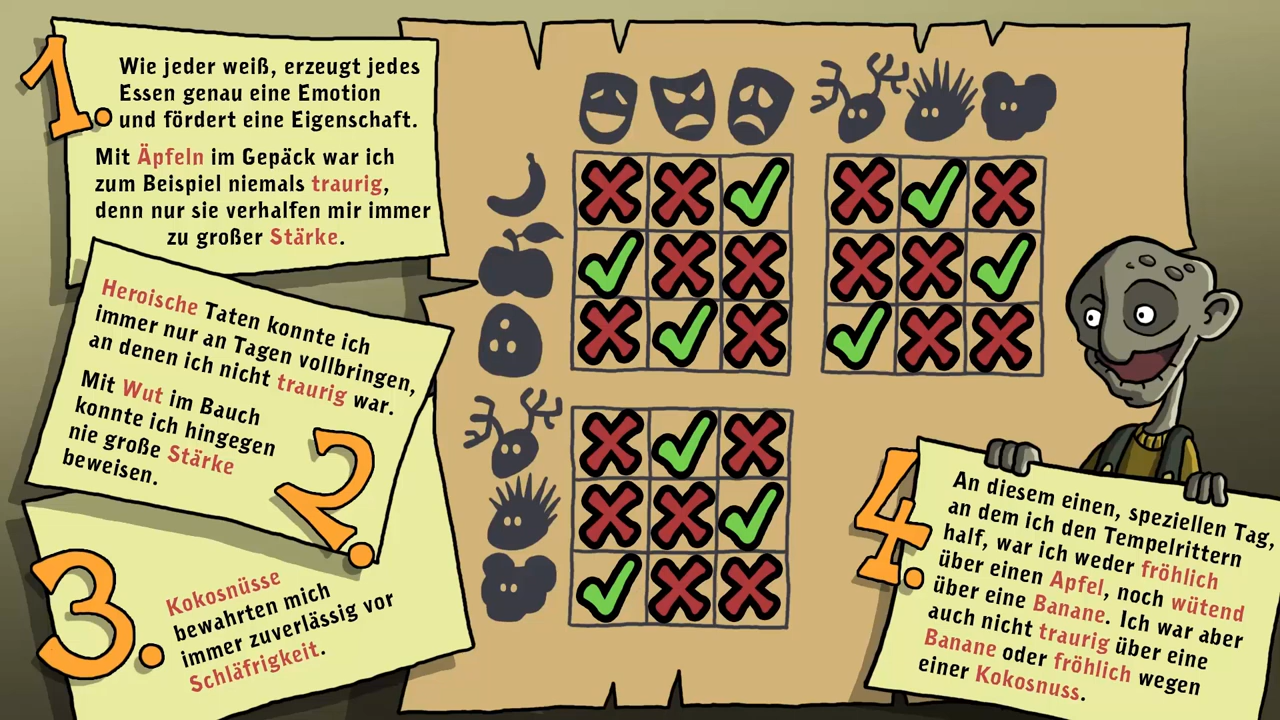 1.
Wie jeder weiß, erzeugt jedes
Essen genau eine Emotion
und fördert eine Eigenschaft.
Mit Äpfeln im Gepäck war ich
zum Beispiel niemals traurig,
denn nur sie verhalfen mir immer
zu großer Stärke.
2.
Heroische Taten konnte ich
immer nur an Tagen vollbringen,
an denen ich nicht traurig war.
Mit Wut im Bauch
konnte ich hingegen
nie große Stärke
beweisen.
3.
Kokosnüsse
bewahrten mich
immer zuverlässig vor
Schläfrigkeit.
4.
An diesem einen, speziellen Tag,
an dem ich den Tempelrittern
half, war ich weder fröhlich
über einen Apfel, noch wütend
über eine Banane. Ich war aber
auch nicht traurig über eine
Banane oder fröhlich wegen
einer Kokosnuss.